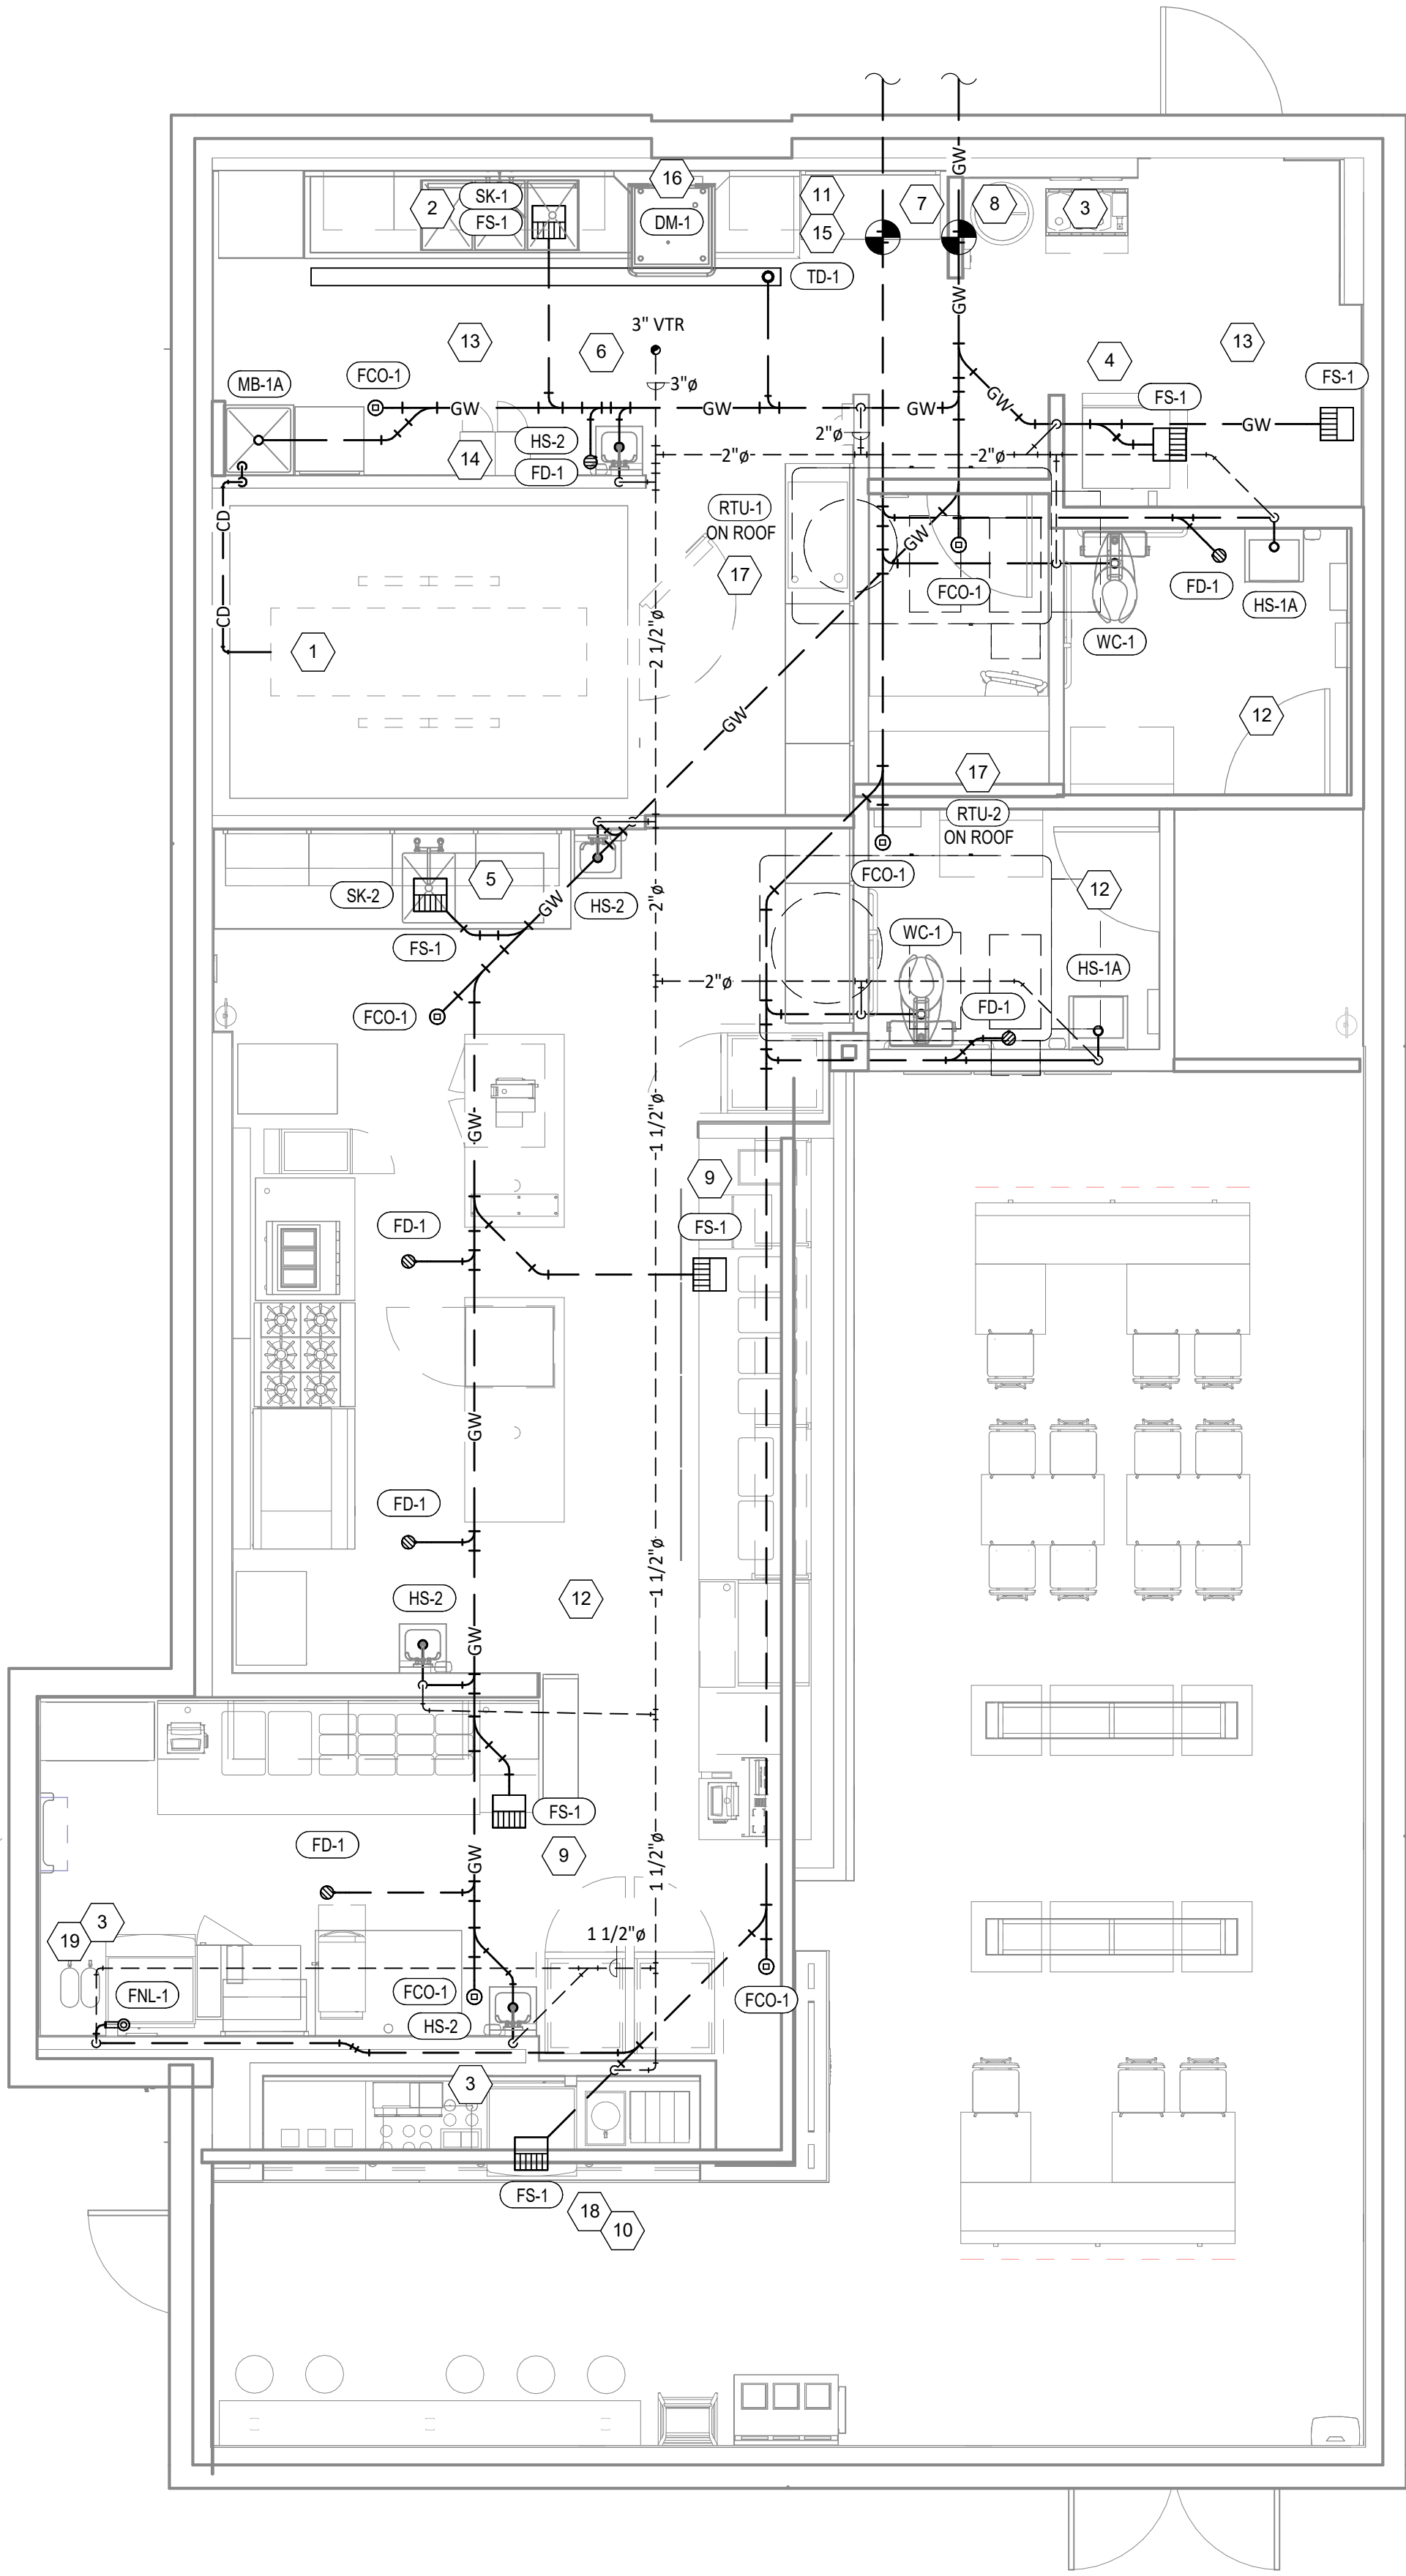 GW
16
11
2
SK-1
7
8
3
FS-1
DM-1
15
TD-1
GW
3" VTR
13
6
13
4
FCO-1
FS-1
MB-1A
3"ø
FS-1
GW
GW
GW
GW
GW
2"ø
HS-2
14
FD-1
2"ø
2"ø
RTU-1
ON ROOF
CD
GW
17
FCO-1
FD-1
HS-1A
CD
2 1/2"ø
WC-1
1
GW
12
17
RTU-2
ON ROOF
FCO-1
5
SK-2
GW
HS-2
2"ø
12
FS-1
WC-1
HS-1A
2"ø
FCO-1
FD-1
GW
1 1/2"ø
9
FD-1
FS-1
GW
FD-1
1 1/2"ø
HS-2
12
GW
FS-1
FD-1
9
GW
1 1/2"ø
3
19
1 1/2"ø
FNL-1
FCO-1
FCO-1
HS-2
3
FS-1
18
10